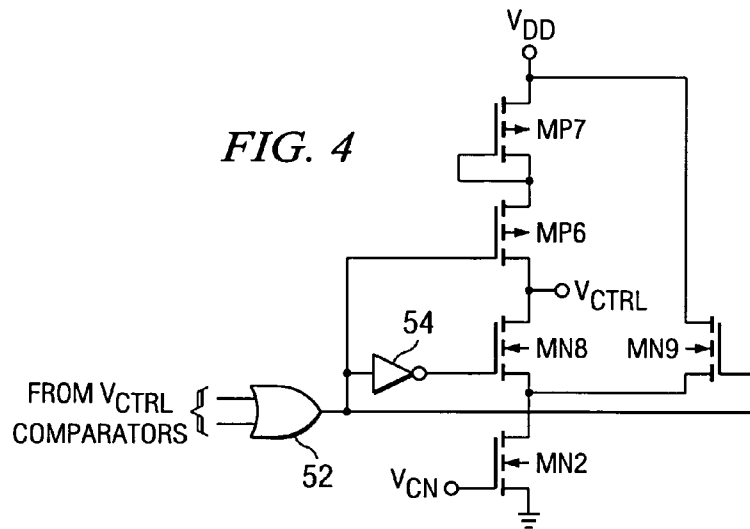 V_DD
FIG. 4
MP7
MP6
V_CTRL
54
MN8
MN9
FROM V_CTRL
COMPARATORS
52
MN2
V_CN